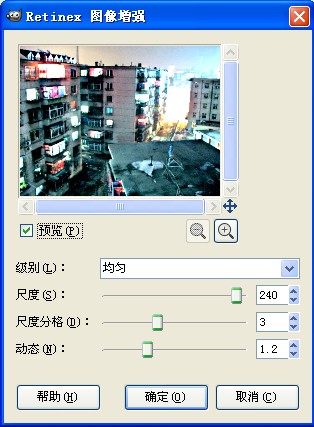 Retinex 图像增强
预览(P)
级别(L)： 均匀
尺度(S)： 240
尺度分格(D)： 3
动态(N)： 1.2
帮助(H) 确定(O) 取消(C)